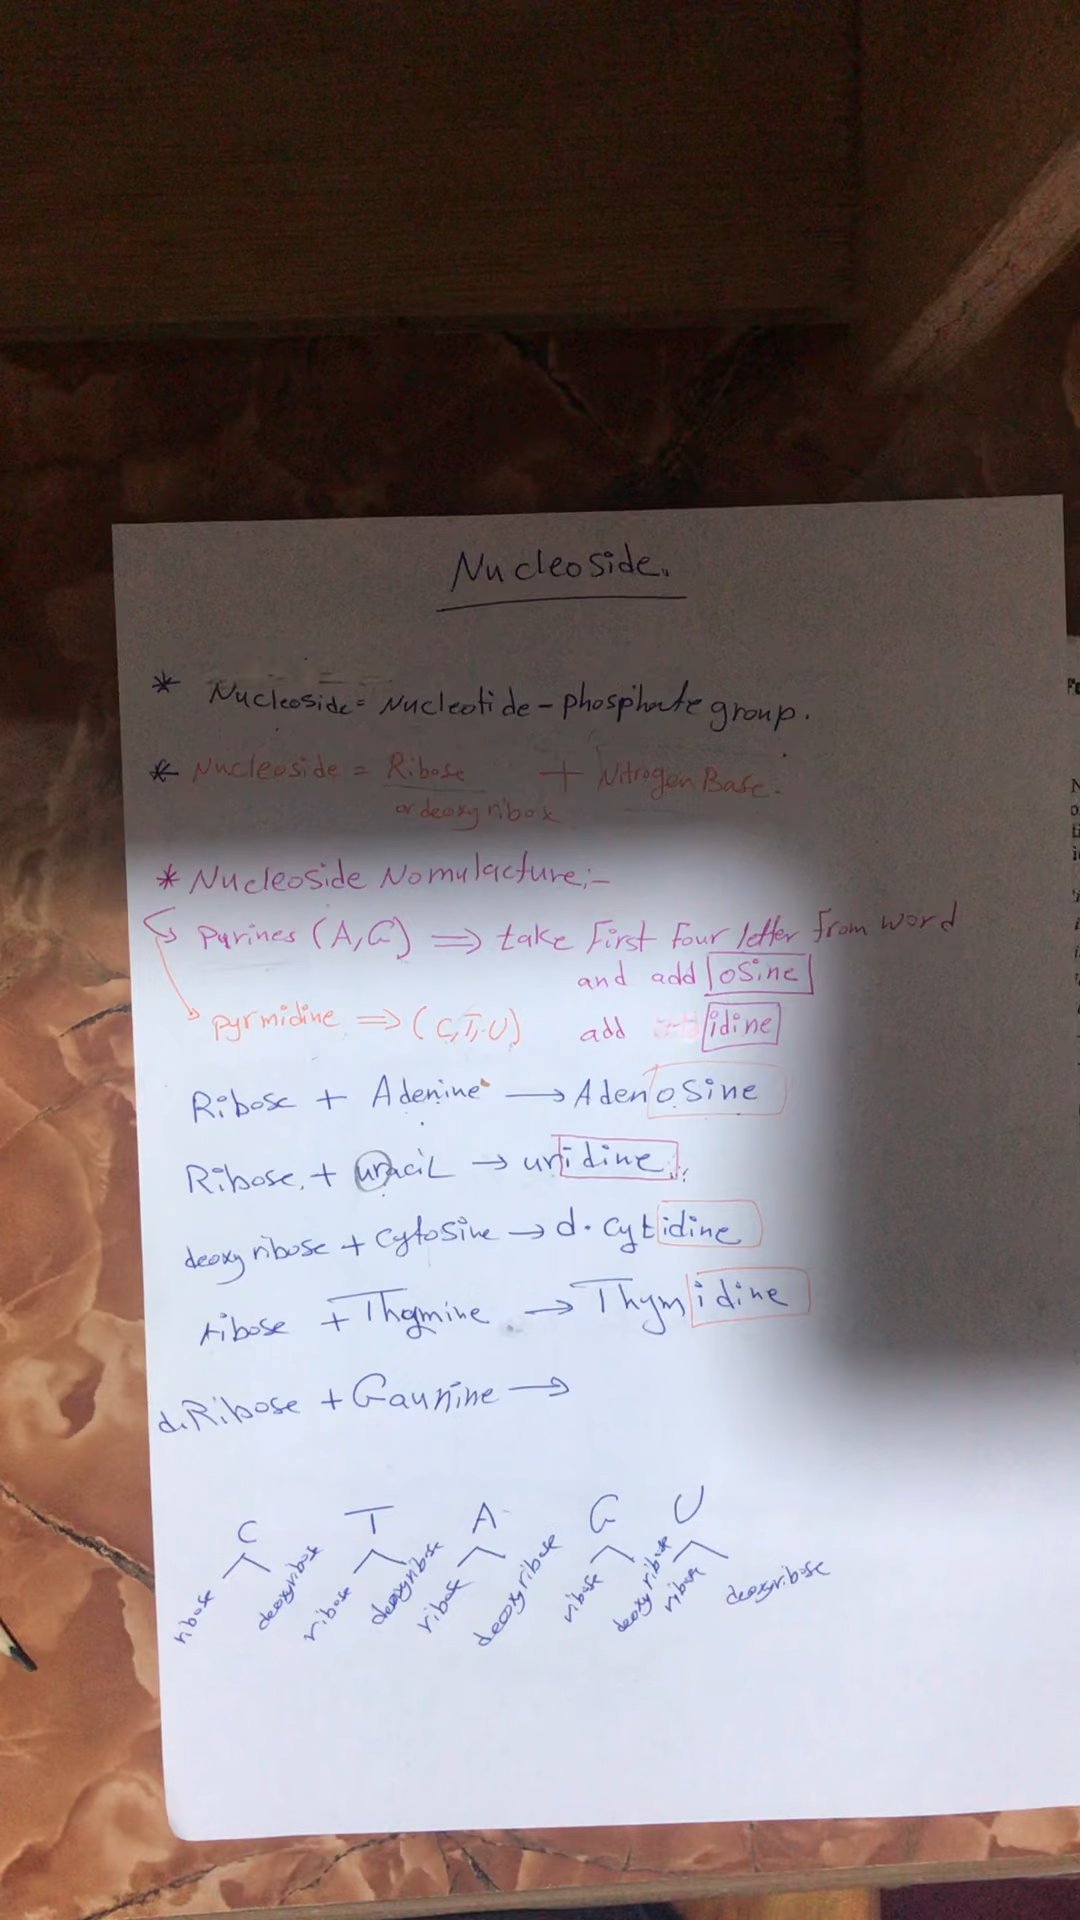 Nucleoside.
* Nucleoside = Nucleotide - phosphate group.
* Nucleoside = Ribose + Nitrogen Base.
or deoxy ribose
* Nucleoside Nomulacture:-
purines (A,G) ⇒ take First Four letter from word
and add osine
pyrmidine ⇒ (C,T,U) add idine
Ribose + Adenine → Adenosine
Ribose + uraciL → uridine
deoxy ribose + Cytosine → d. Cytidine
ribose + Thymine → Thymidine
d.Ribose + Gaunine →
C T A G U
ribose deoxyribose ribose deoxyribose ribose deoxyribose ribose deoxyribose ribose deoxyribose